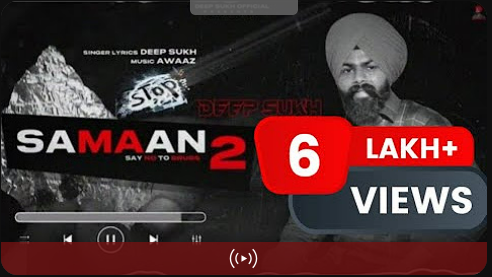 DEEP SUKH OFFICIAL
PRESENTS
SINGER LYRICS DEEP SUKH
MUSIC AWAAZ
STOP
DEEP SUKH
SAMAAN 2
SAY NO TO DRUGS
6 LAKH+
VIEWS